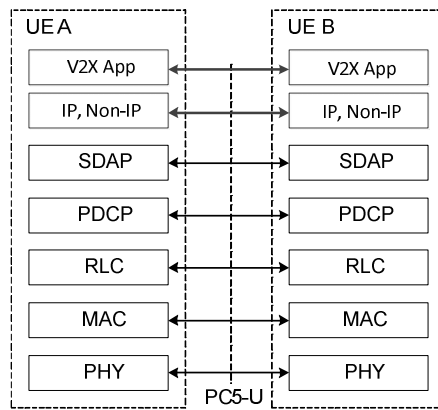 UE A UE B
V2X App V2X App
IP, Non-IP IP, Non-IP
SDAP SDAP
PDCP PDCP
RLC RLC
MAC MAC
PHY PHY
PC5-U